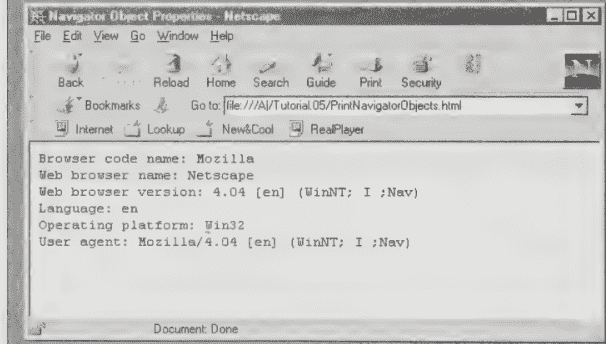 Navigator Object Properties - Netscape
File Edit View Go Window Help
Back Reload Home Search Guide Print Security
Bookmarks Go to: file:///A|/Tutorial.05/PrintNavigatorObjects.html
Internet Lookup New&Cool RealPlayer
Browser code name: Mozilla
Web browser name: Netscape
Web browser version: 4.04 [en] (WinNT; I ;Nav)
Language: en
Operating platform: Win32
User agent: Mozilla/4.04 [en] (WinNT; I ;Nav)
Document: Done